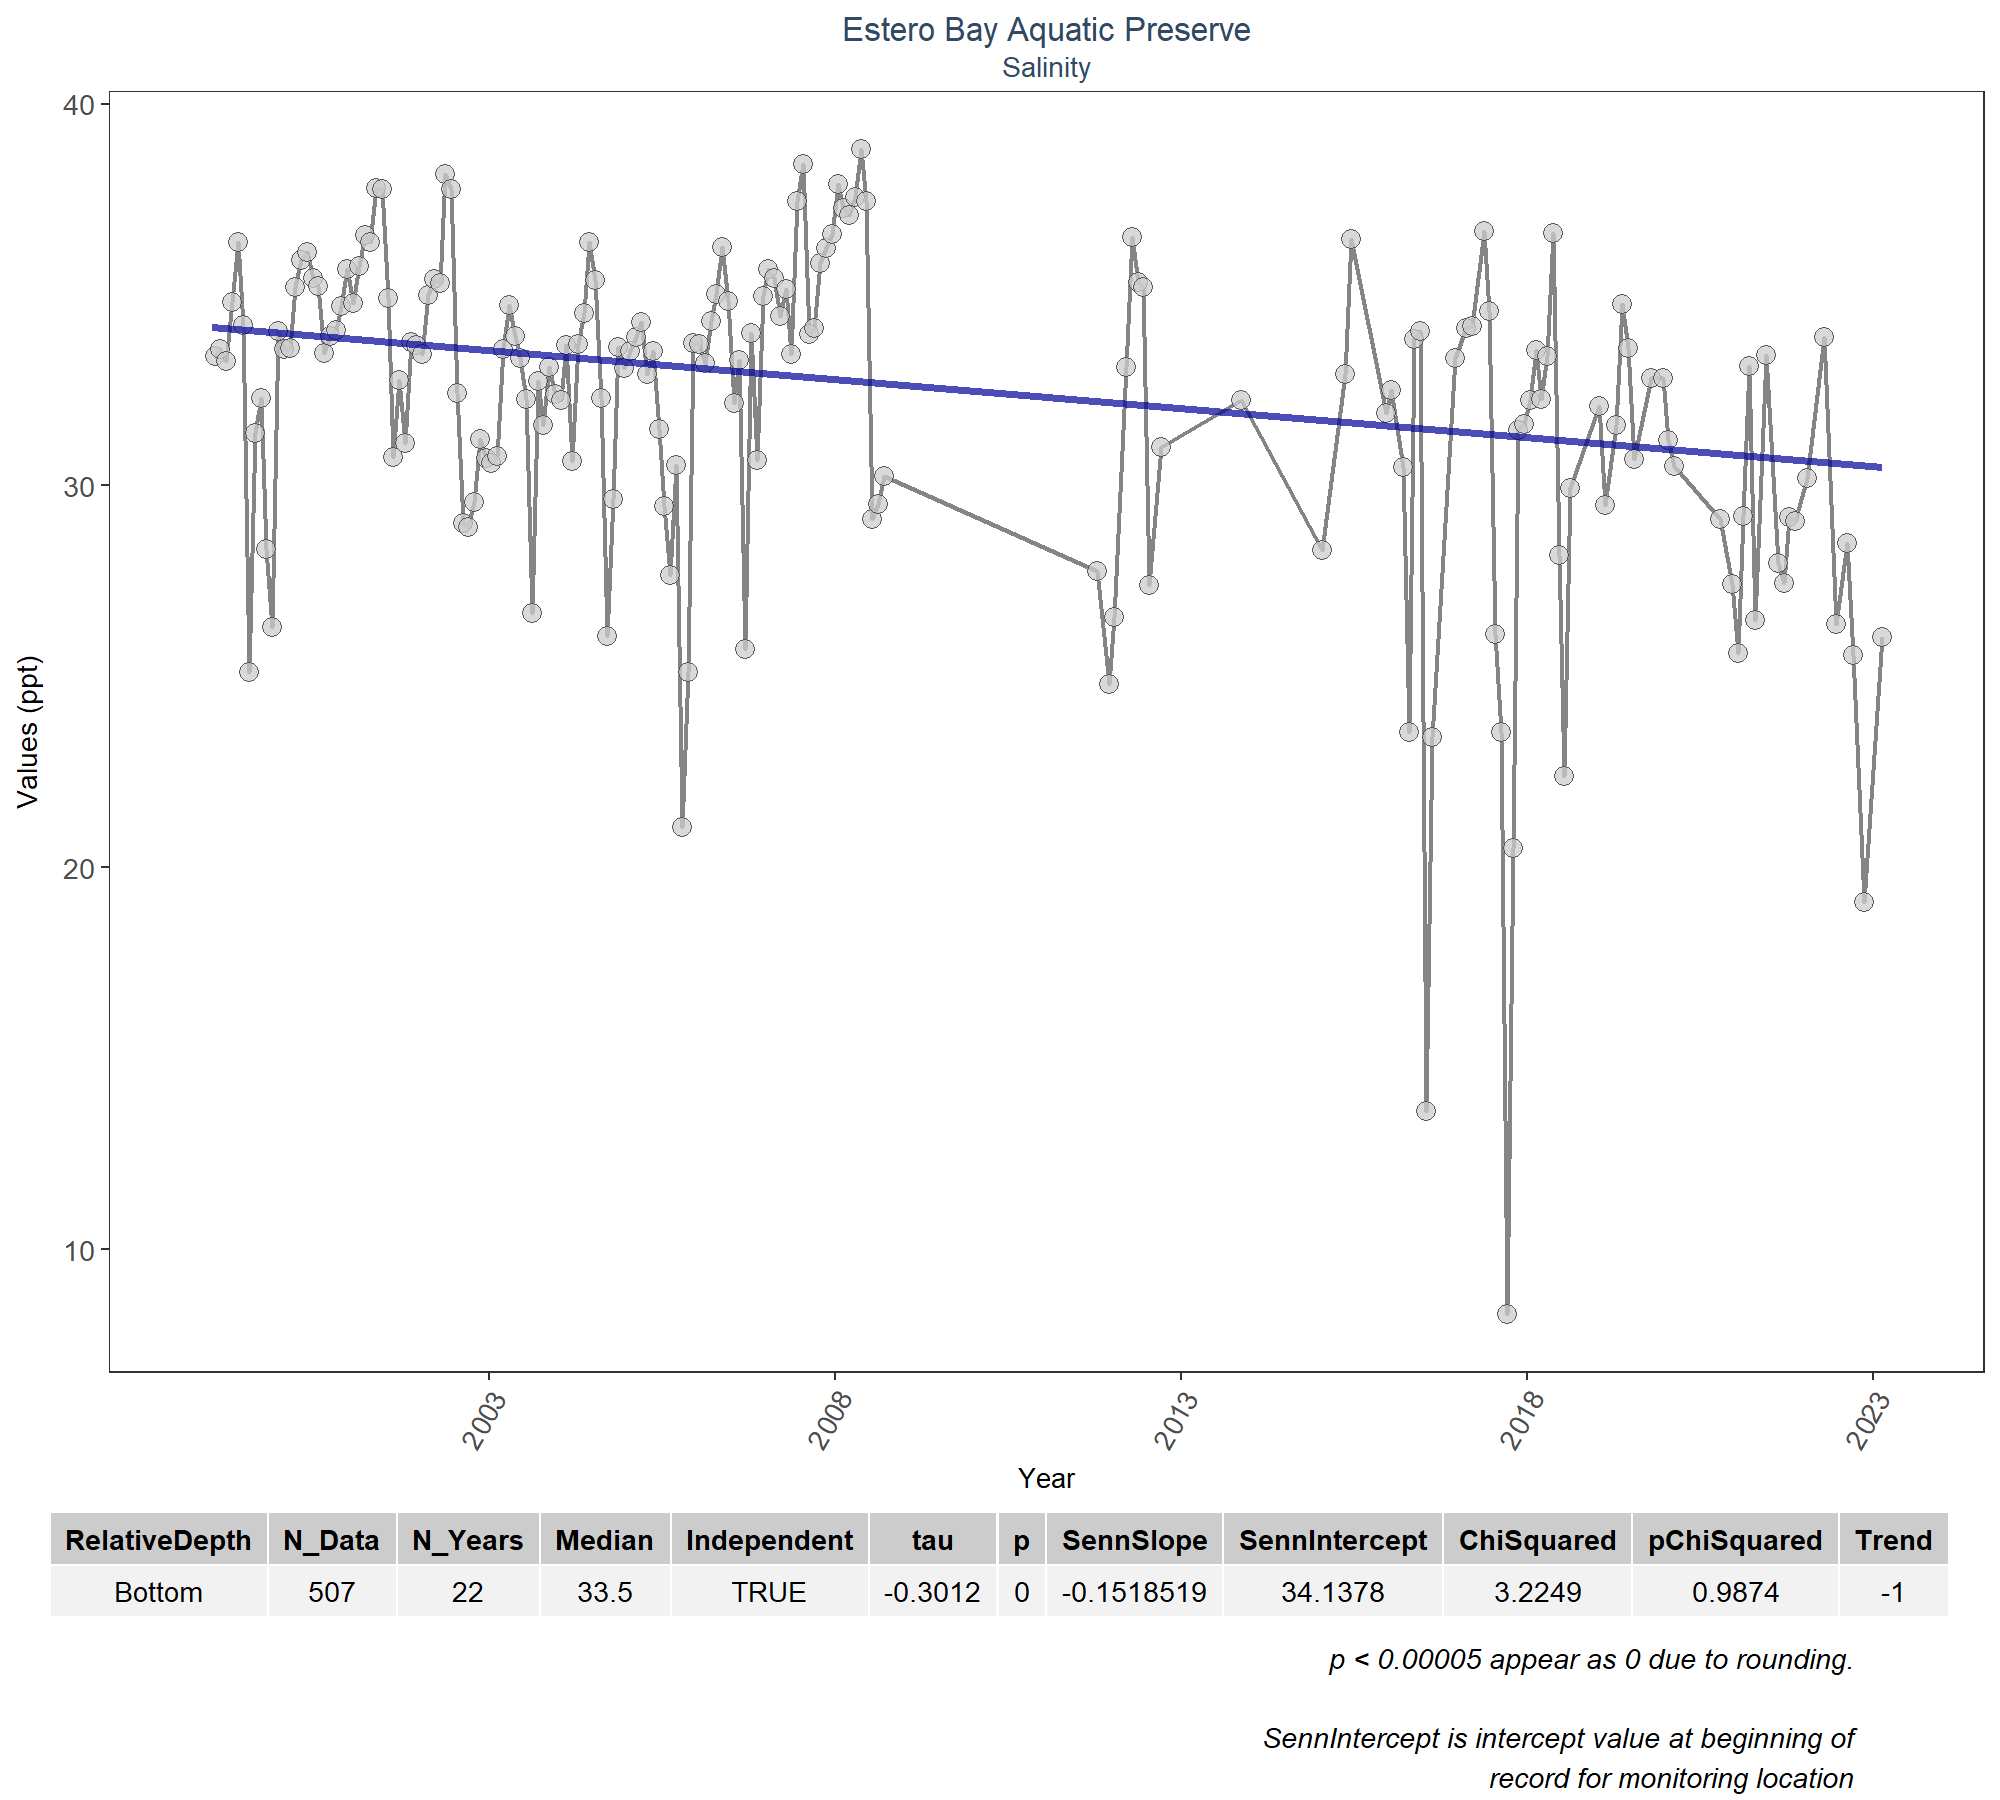 Estero Bay Aquatic Preserve
Salinity
40
30
20
10
Values (ppt)
2003 2008 2013 2018 2023
Year
RelativeDepth N_Data N_Years Median Independent tau p SennSlope SennIntercept ChiSquared pChiSquared Trend
Bottom 507 22 33.5 TRUE -0.3012 0 -0.1518519 34.1378 3.2249 0.9874 -1
p < 0.00005 appear as 0 due to rounding.
SennIntercept is intercept value at beginning of
record for monitoring location